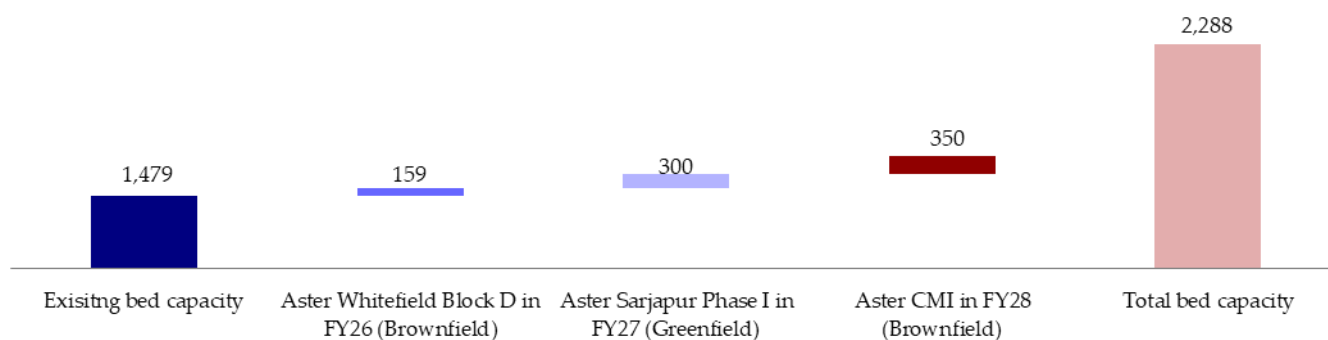 2,288
350
300
159
1,479
Exisitng bed capacity
Aster Whitefield Block D in
FY26 (Brownfield)
Aster Sarjapur Phase I in
FY27 (Greenfield)
Aster CMI in FY28
(Brownfield)
Total bed capacity